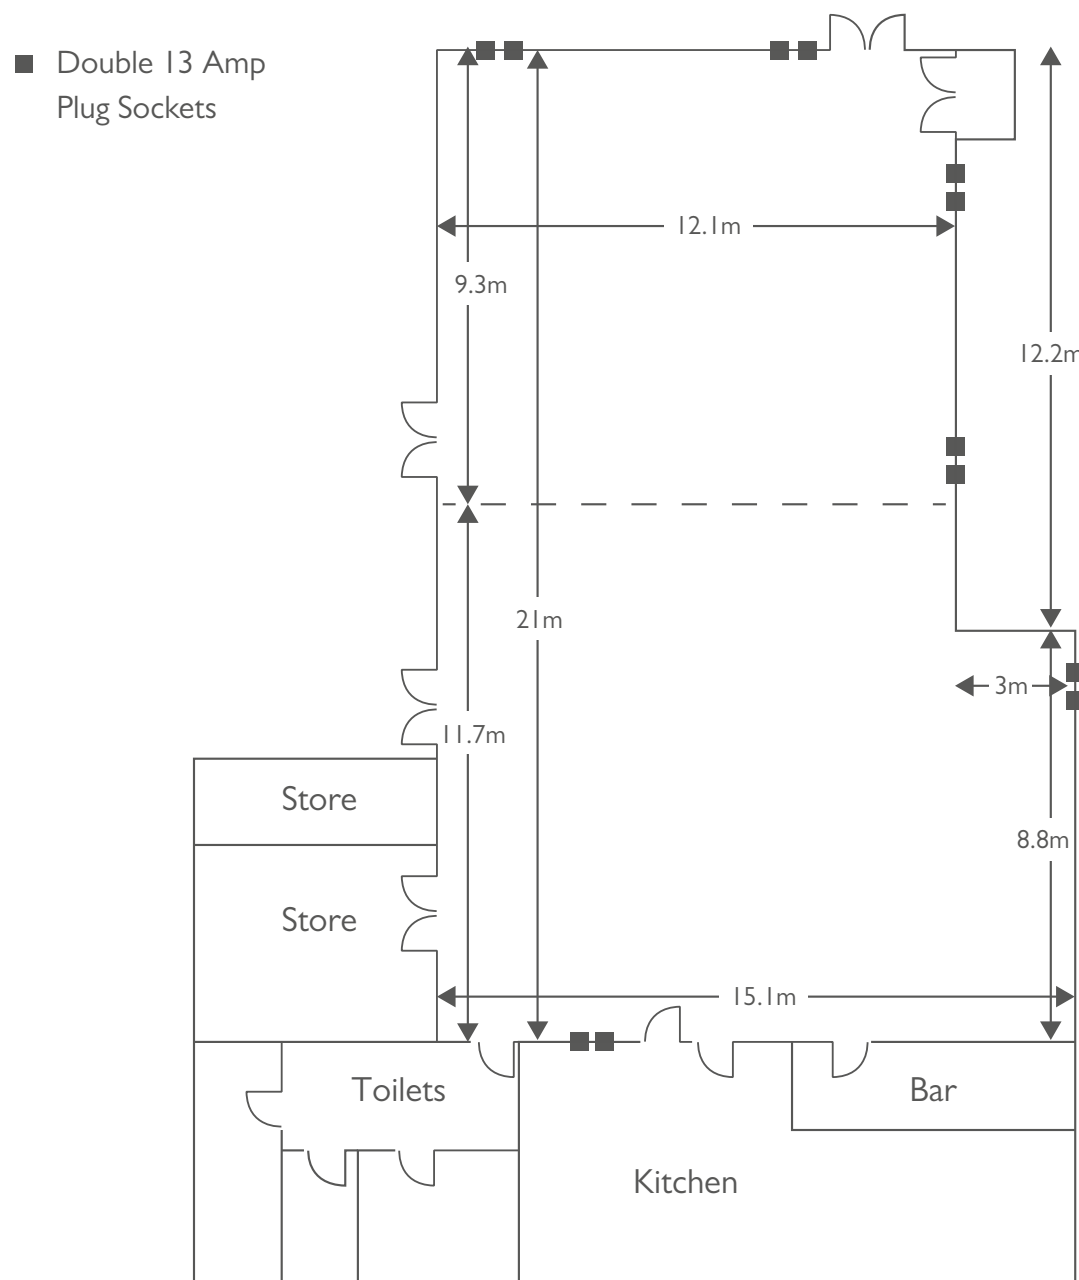 Double 13 Amp
Plug Sockets
12.1m
9.3m
12.2m
21m
3m
11.7m
Store
8.8m
Store
15.1m
Toilets
Bar
Kitchen